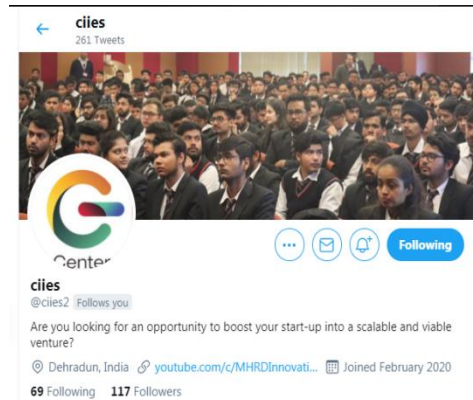 ciies
261 Tweets
Center
Following
ciies
@ciies2 Follows you
Are you looking for an opportunity to boost your start-up into a scalable and viable
venture?
Dehradun, India youtube.com/c/MHRDInnovati... Joined February 2020
69 Following 117 Followers